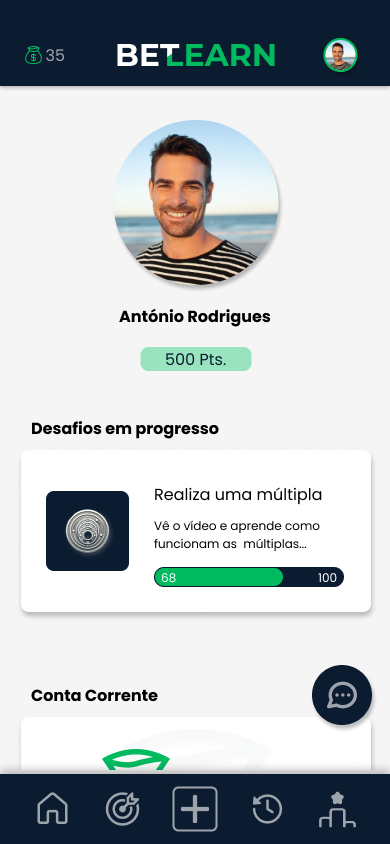 35
BETLEARN
António Rodrigues
500 Pts.
Desafios em progresso
Realiza uma múltipla
Vê o vídeo e aprende como
funcionam as múltiplas...
68 100
Conta Corrente